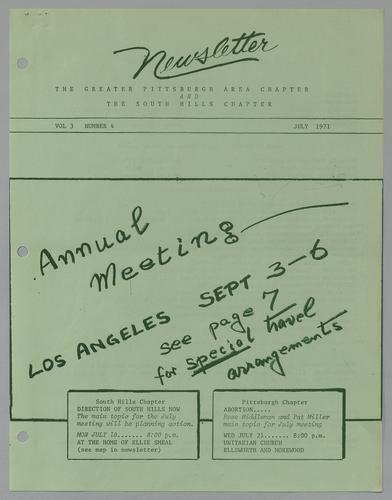 Newsletter
THE GREATER PITTSBURGH AREA CHAPTER
AND
THE SOUTH HILLS CHAPTER
VOL 3 NUMBER 4 JULY 1971
Annual
Meeting
LOS ANGELES SEPT 3-6
see page 7
for special travel
arrangements
South Hills Chapter
DIRECTION OF SOUTH HILLS NOW
The main topic for the July
meeting will be planning action.
MON JULY 18....... 8:00 p.m.
AT THE HOME OF ELLIE SMEAL
(see map in newsletter)
Pittsburgh Chapter
ABORTION.....
Rose Middleman and Pat Miller
main topic for July meeting
WED JULY 21....... 8:00 p.m.
UNITARIAN CHURCH
ELLSWORTH AND MOREWOOD